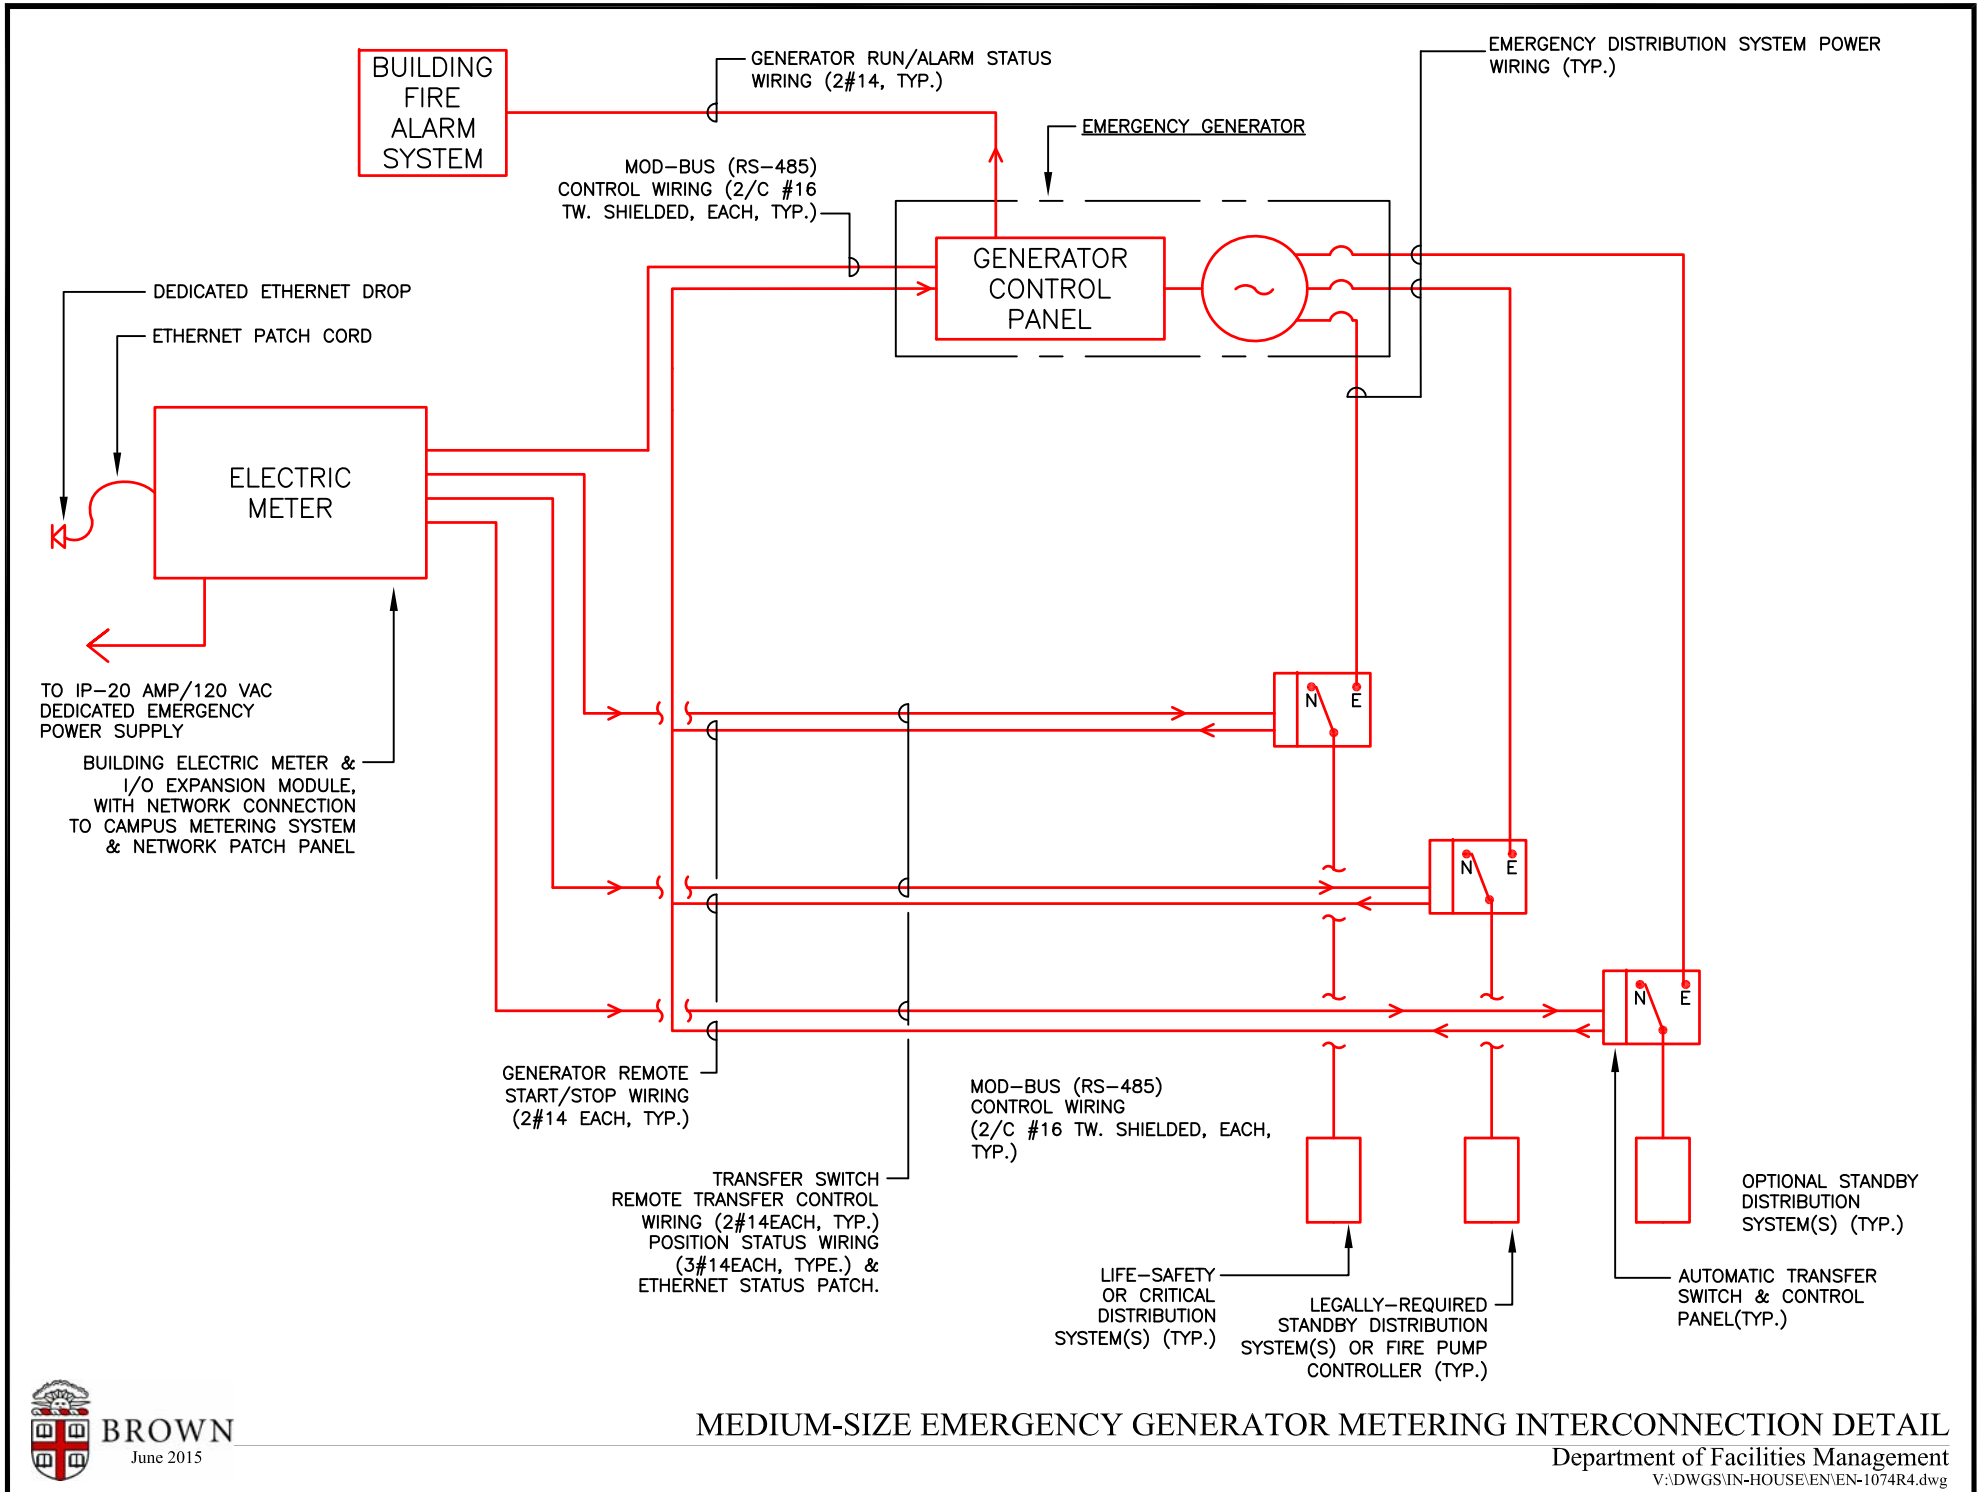 BUILDING
FIRE
ALARM
SYSTEM
GENERATOR RUN/ALARM STATUS
WIRING (2#14, TYP.)
EMERGENCY DISTRIBUTION SYSTEM POWER
WIRING (TYP.)
EMERGENCY GENERATOR
MOD-BUS (RS-485)
CONTROL WIRING (2/C #16
TW. SHIELDED, EACH, TYP.)
GENERATOR
CONTROL
PANEL
DEDICATED ETHERNET DROP
ETHERNET PATCH CORD
ELECTRIC
METER
TO IP-20 AMP/120 VAC
DEDICATED EMERGENCY
POWER SUPPLY
BUILDING ELECTRIC METER &
I/O EXPANSION MODULE,
WITH NETWORK CONNECTION
TO CAMPUS METERING SYSTEM
& NETWORK PATCH PANEL
N E
N E
N E
GENERATOR REMOTE
START/STOP WIRING
(2#14 EACH, TYP.)
MOD-BUS (RS-485)
CONTROL WIRING
(2/C #16 TW. SHIELDED, EACH,
TYP.)
TRANSFER SWITCH
REMOTE TRANSFER CONTROL
WIRING (2#14EACH, TYP.)
POSITION STATUS WIRING
(3#14EACH, TYPE.) &
ETHERNET STATUS PATCH.
OPTIONAL STANDBY
DISTRIBUTION
SYSTEM(S) (TYP.)
LIFE-SAFETY
OR CRITICAL
DISTRIBUTION
SYSTEM(S) (TYP.)
LEGALLY-REQUIRED
STANDBY DISTRIBUTION
SYSTEM(S) OR FIRE PUMP
CONTROLLER (TYP.)
AUTOMATIC TRANSFER
SWITCH & CONTROL
PANEL(TYP.)
BROWN
June 2015
MEDIUM-SIZE EMERGENCY GENERATOR METERING INTERCONNECTION DETAIL
Department of Facilities Management
V:\DWGS\IN-HOUSE\EN\EN-1074R4.dwg